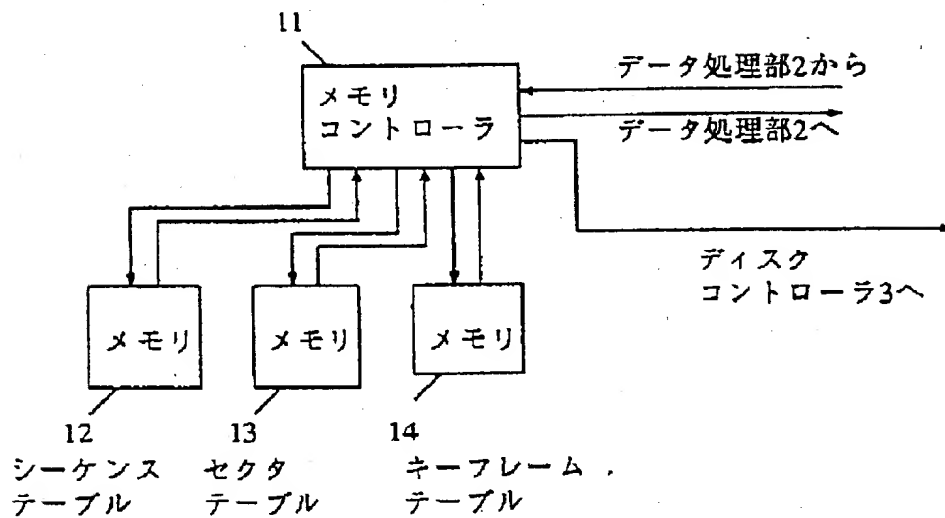 11
データ処理部2から
メモリ
コントローラ
データ処理部2へ
ディスク
コントローラ3へ
メモリ
メモリ
メモリ
12
13
14
シーケンス
テーブル
セクタ
テーブル
キーフレーム
テーブル